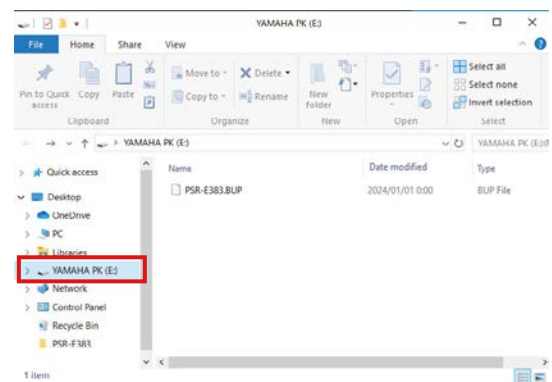 YAMAHA PK (E:)
File Home Share View
Pin to Quick access
Copy
Paste
Move to
Copy to
Delete
Rename
New folder
Properties
Select all
Select none
Invert selection
Clipboard Organize New Open Select
YAMAHA PK (E:) YAMAHA PK (E:)
Name Date modified Type
PSR-E383.BUP 2024/01/01 0:00 BUP File
Quick access
Desktop
OneDrive
PC
Libraries
YAMAHA PK (E:)
Network
Control Panel
Recycle Bin
PSR-E383
1 item